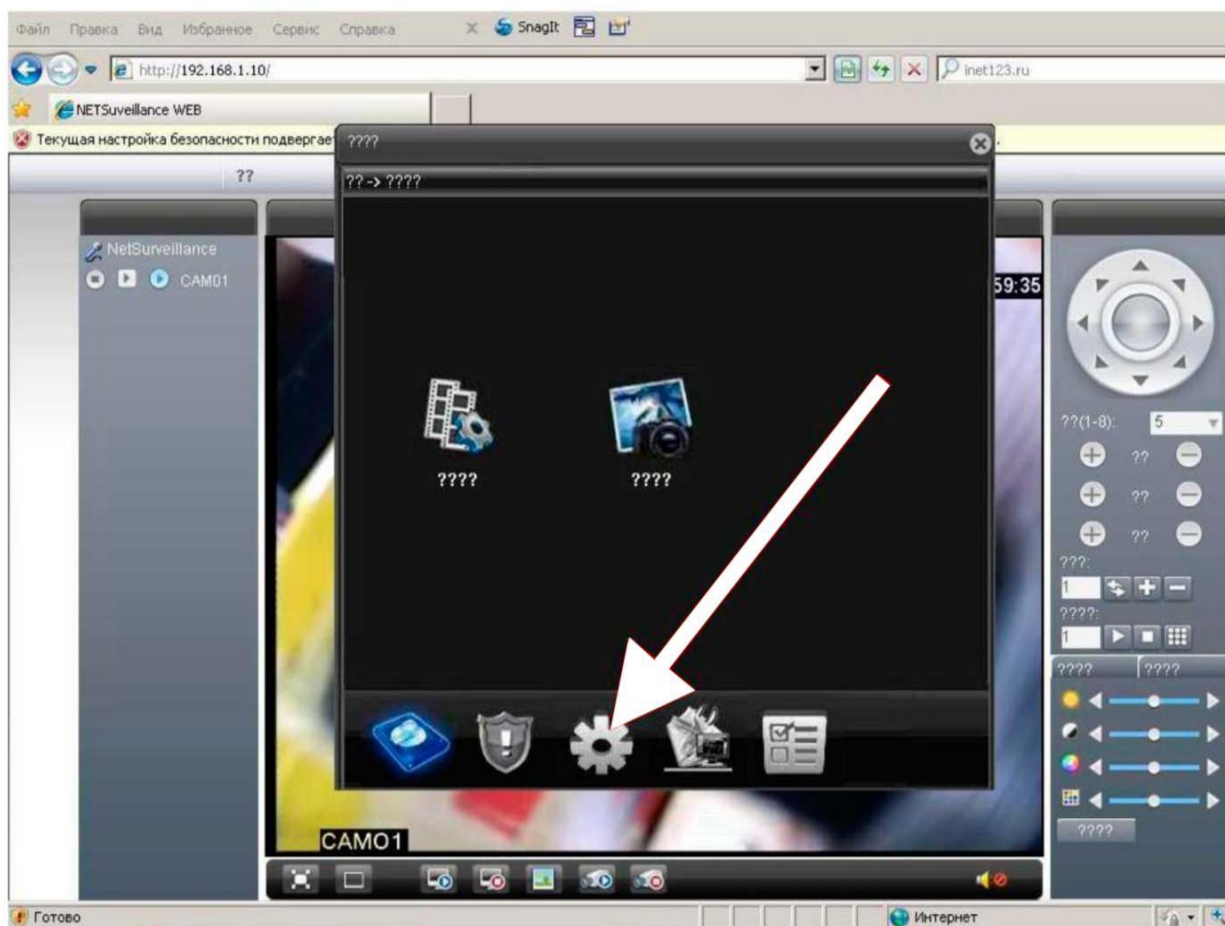 Файл Правка Вид Избранное Сервис Справка X SnagIt
http://192.168.1.10/ inet123.ru
NETSuveillance WEB
Текущая настройка безопасности подвергает
????
??
?? -> ????
NetSurveillance
CAM01
59:35
???? ????
??(1-8): 5
??
??
??
???:
1
????:
1
???? ????
????
CAM01
Готово Интернет